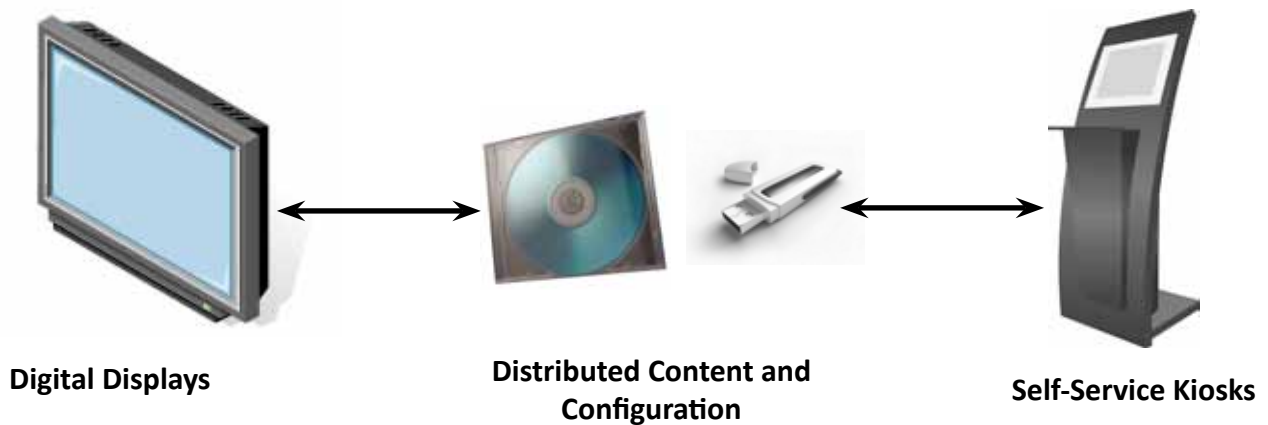 Digital Displays
Distributed Content and
Configuration
Self-Service Kiosks